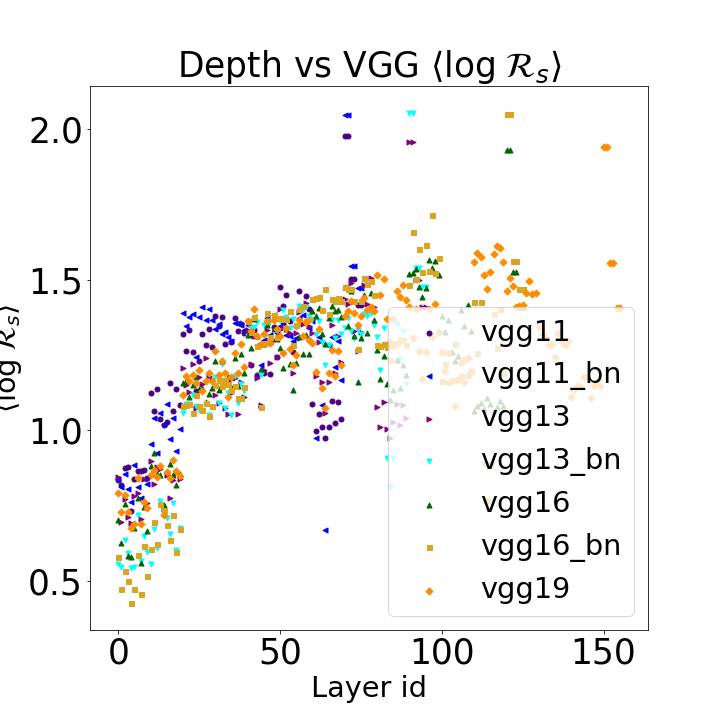 Depth vs VGG ⟨log ℛₛ⟩
2.0
1.5
1.0
0.5
⟨log ℛₛ⟩
vgg11
vgg11_bn
vgg13
vgg13_bn
vgg16
vgg16_bn
vgg19
0 50 100 150
Layer id